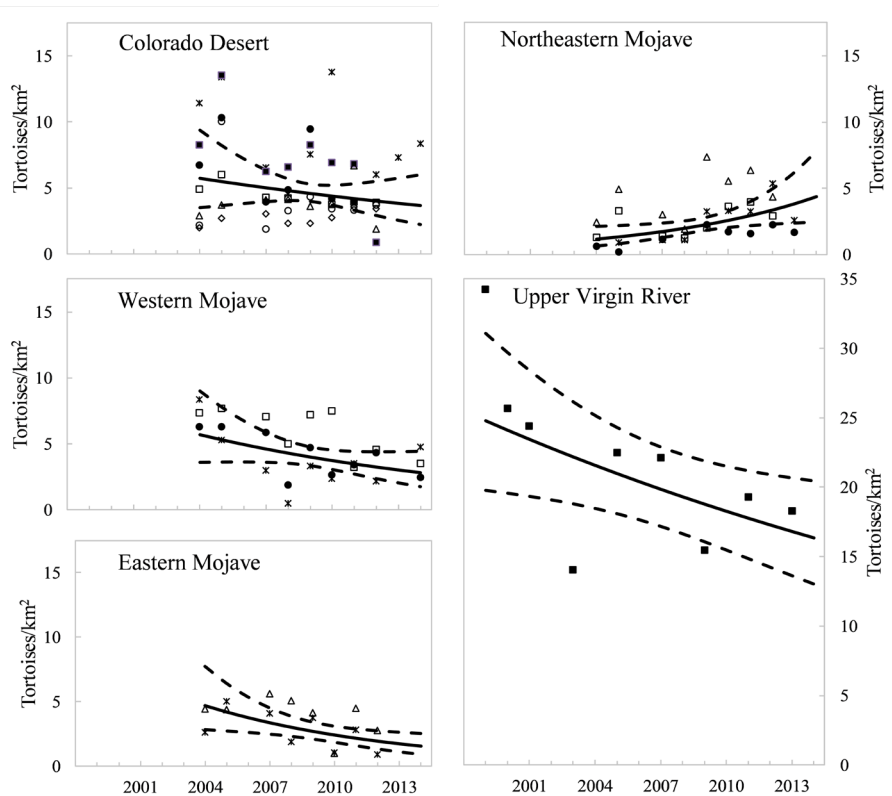 Colorado Desert
15
10
5
0
Tortoises/km²
Northeastern Mojave
15
10
5
0
Tortoises/km²
Western Mojave
15
10
5
0
Tortoises/km²
Upper Virgin River
35
30
25
20
15
10
5
0
Tortoises/km²
Eastern Mojave
15
10
5
0
Tortoises/km²
2001 2004 2007 2010 2013
2001 2004 2007 2010 2013